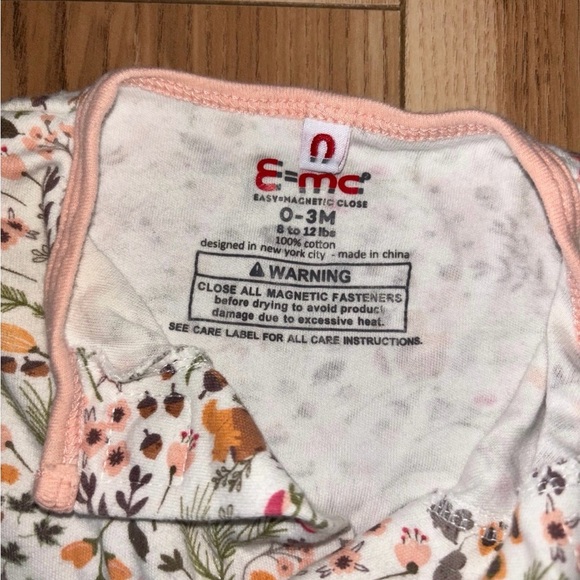 E=mc²
EASY=MAGNETIC CLOSE
0-3M
8 to 12 lbs
100% cotton
designed in new york city - made in china
⚠ WARNING
CLOSE ALL MAGNETIC FASTENERS
before drying to avoid product
damage due to excessive heat.
SEE CARE LABEL FOR ALL CARE INSTRUCTIONS.